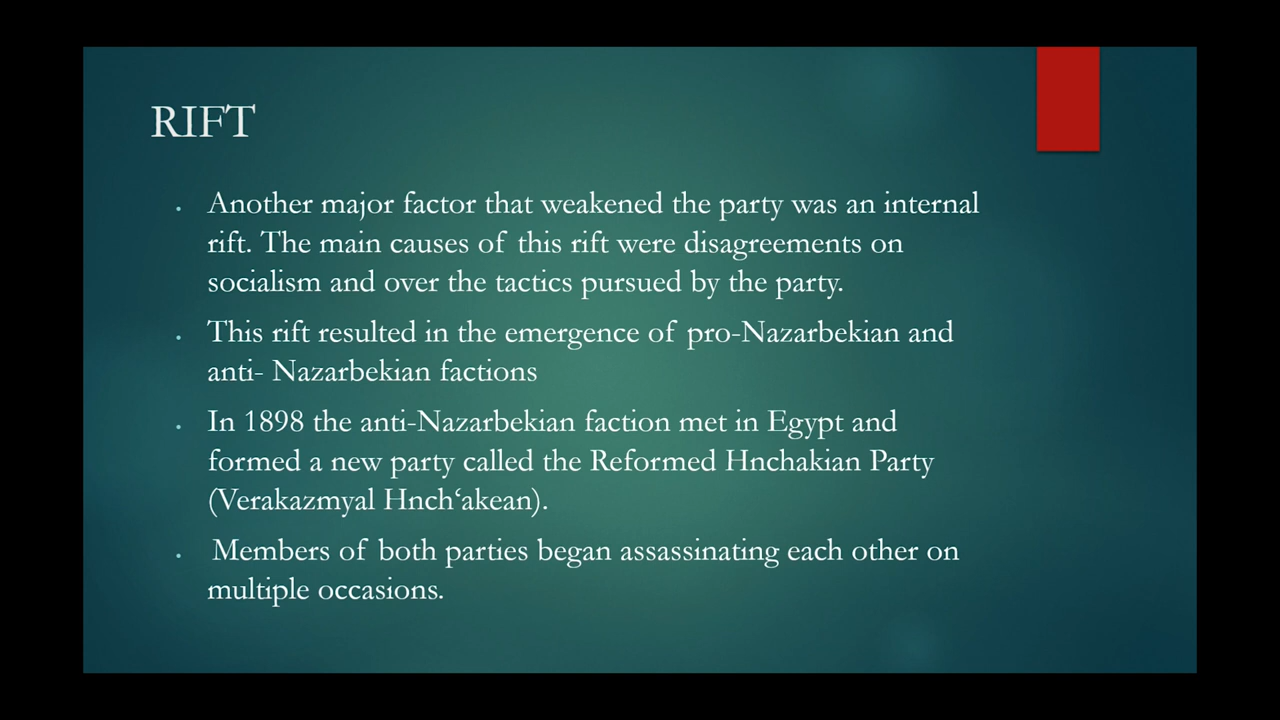 RIFT
Another major factor that weakened the party was an internal
rift. The main causes of this rift were disagreements on
socialism and over the tactics pursued by the party.
This rift resulted in the emergence of pro-Nazarbekian and
anti- Nazarbekian factions
In 1898 the anti-Nazarbekian faction met in Egypt and
formed a new party called the Reformed Hnchakian Party
(Verakazmyal Hnch‘akean).
Members of both parties began assassinating each other on
multiple occasions.